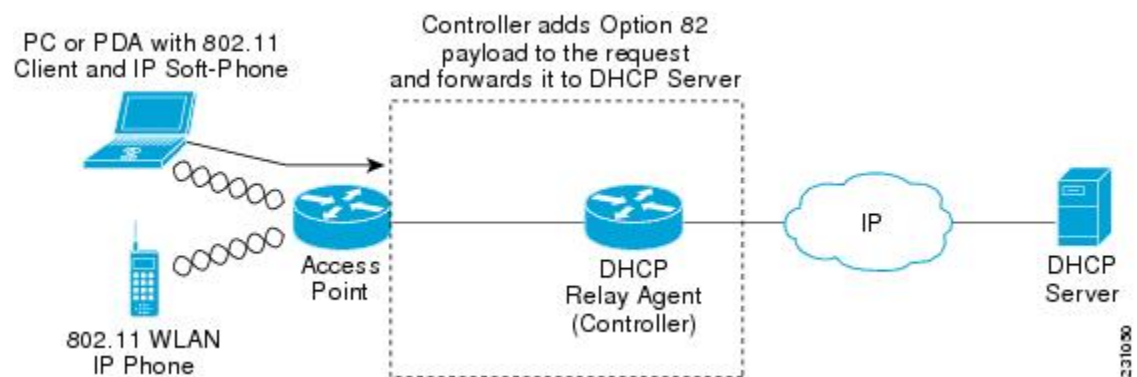 Controller adds Option 82
payload to the request
and forwards it to DHCP Server
PC or PDA with 802.11
Client and IP Soft-Phone
IP
Access
Point
DHCP
Relay Agent
(Controller)
DHCP
Server
802.11 WLAN
IP Phone
231050